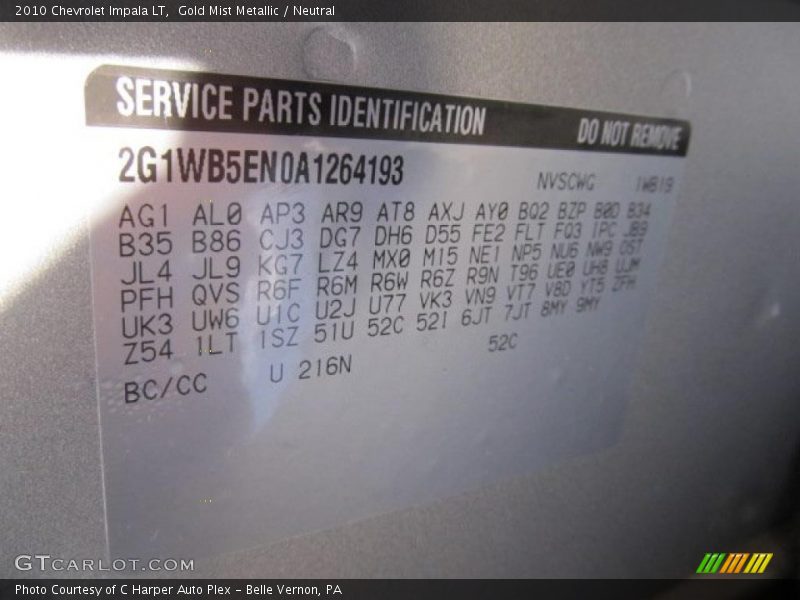 2010 Chevrolet Impala LT,  Gold Mist Metallic / Neutral
SERVICE PARTS IDENTIFICATION DO NOT REMOVE
2G1WB5EN0A1264193 NVSCWG 1WB19
AG1 AL0 AP3 AR9 AT8 AXJ AY0 BQ2 BZP B0D B34
B35 B86 CJ3 DG7 DH6 D55 FE2 FLT FQ3 IPC JB9
JL4 JL9 KG7 LZ4 MX0 M15 NE1 NP5 NU6 NW9 OST
PFH QVS R6F R6M R6W R6Z R9N T96 UE0 UH8 UJM
UK3 UW6 U1C U2J U77 VK3 VN9 VT7 V8D YT5 ZFH
Z54 1LT 1SZ 51U 52C 52I 6JT 7JT 8MY 9MY
BC/CC U 216N 52C
GTCARLOT.COM
Photo Courtesy of C Harper Auto Plex – Belle Vernon, PA